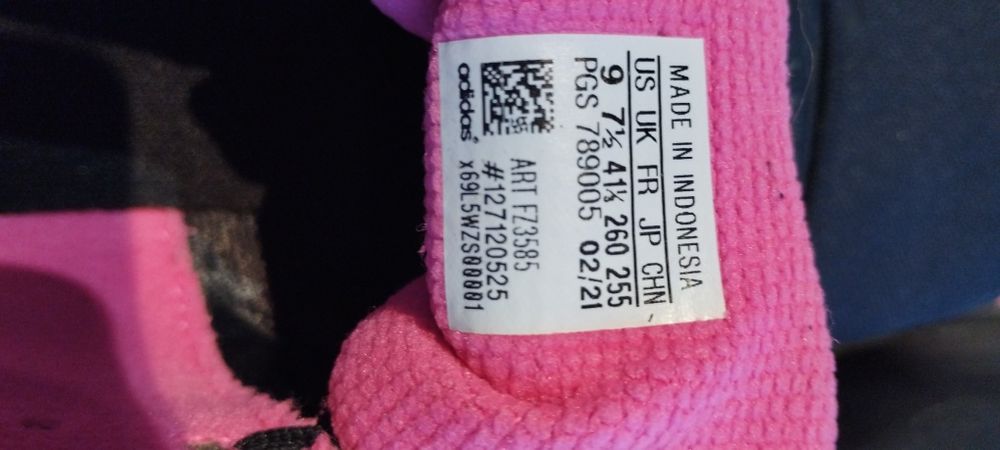 MADE IN INDONESIA
US UK FR JP CHN
9 7½ 41⅓ 260 255
PGS 789005 02/21
ART FZ3585
#127120525
x69L5WZS00001
adidas®